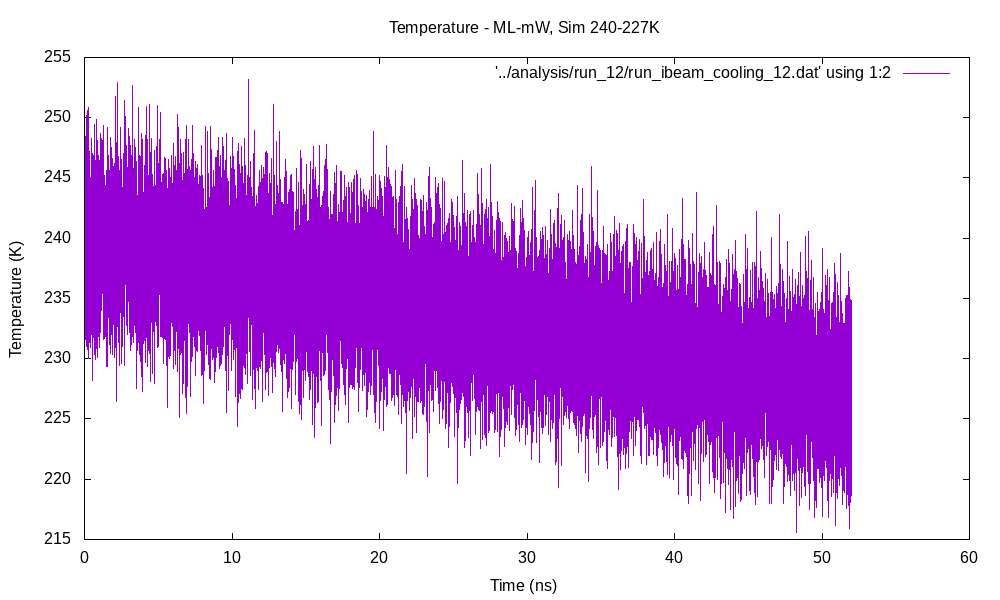 Temperature - ML-mW, Sim 240-227K
'../analysis/run_12/run_ibeam_cooling_12.dat' using 1:2
Temperature (K)
255
250
245
240
235
230
225
220
215
0 10 20 30 40 50 60
Time (ns)